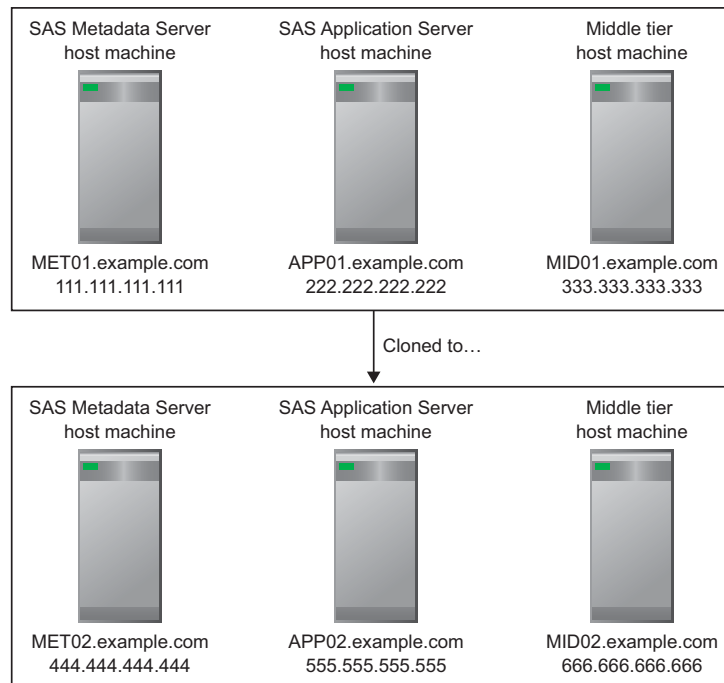 SAS Metadata Server
host machine
SAS Application Server
host machine
Middle tier
host machine
MET01.example.com
111.111.111.111
APP01.example.com
222.222.222.222
MID01.example.com
333.333.333.333
Cloned to…
SAS Metadata Server
host machine
SAS Application Server
host machine
Middle tier
host machine
MET02.example.com
444.444.444.444
APP02.example.com
555.555.555.555
MID02.example.com
666.666.666.666